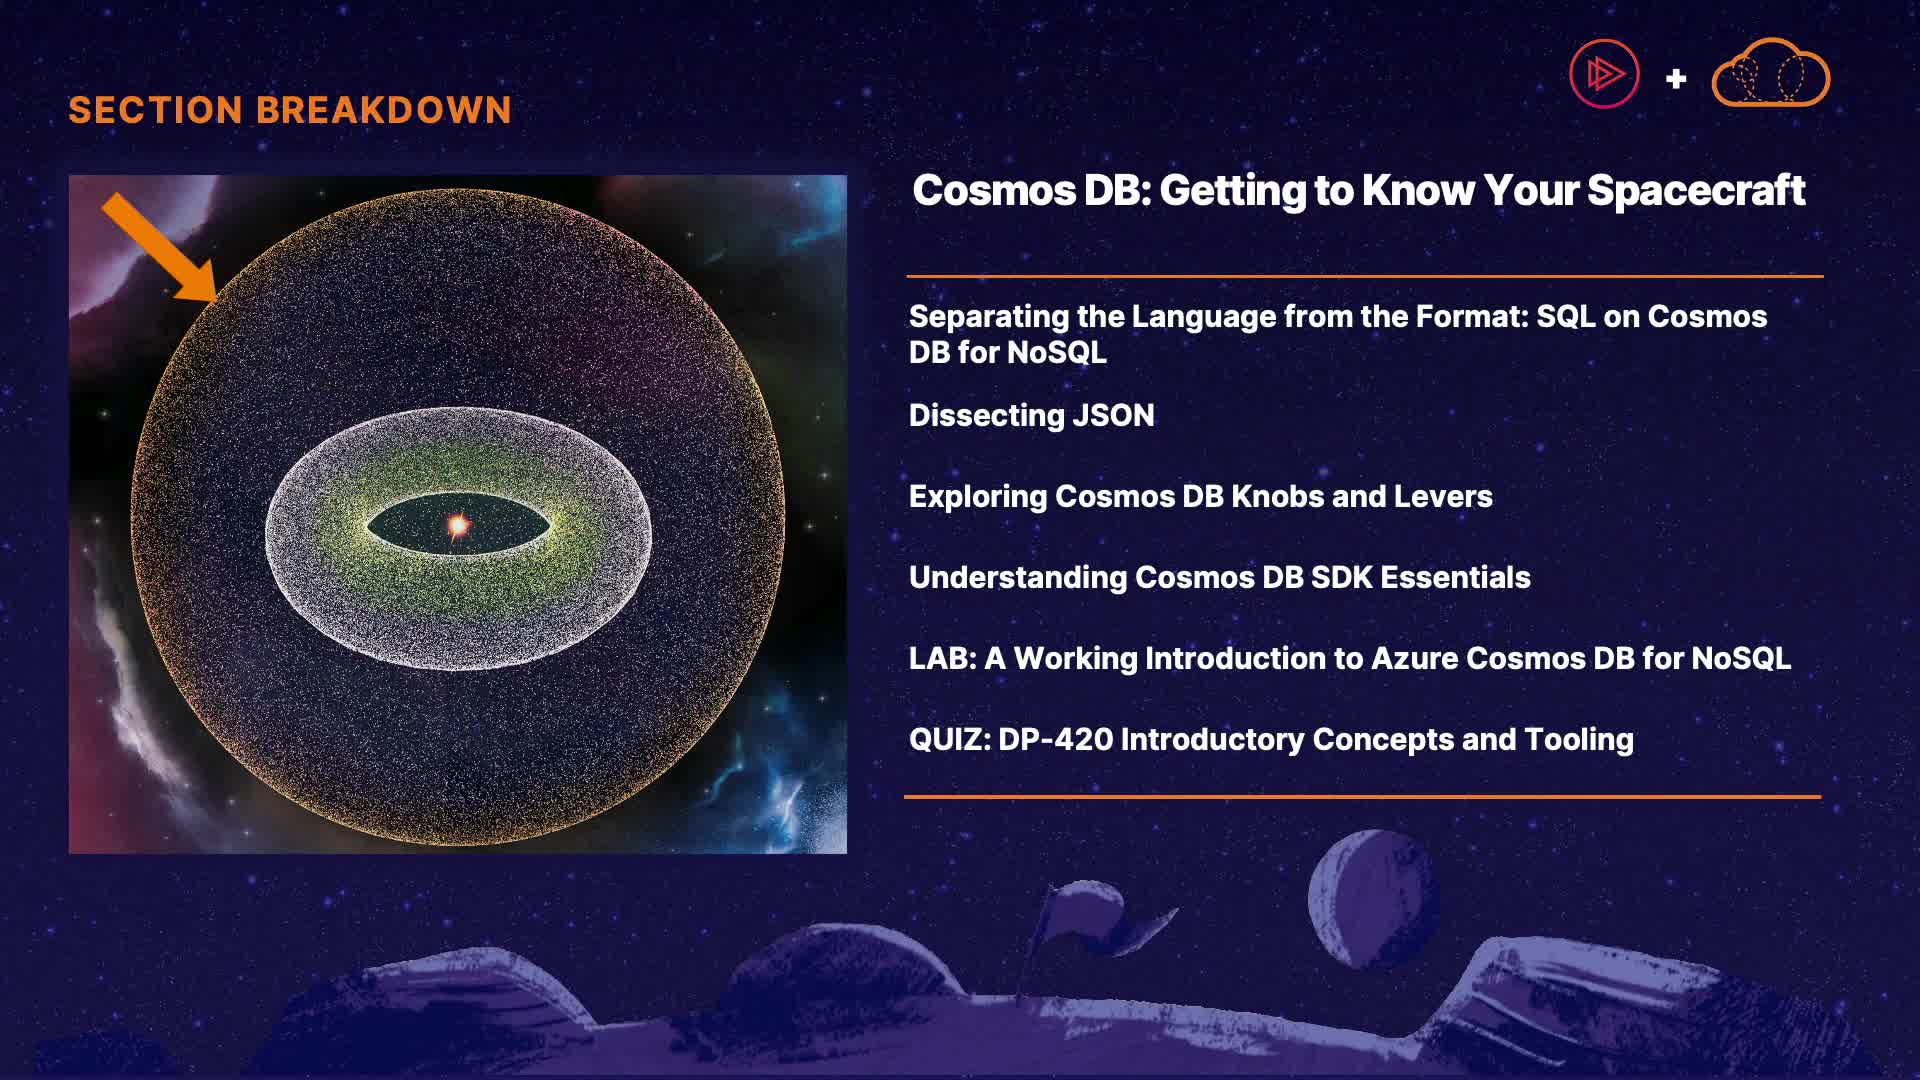 SECTION BREAKDOWN
Cosmos DB: Getting to Know Your Spacecraft
Separating the Language from the Format: SQL on Cosmos
DB for NoSQL
Dissecting JSON
Exploring Cosmos DB Knobs and Levers
Understanding Cosmos DB SDK Essentials
LAB: A Working Introduction to Azure Cosmos DB for NoSQL
QUIZ: DP-420 Introductory Concepts and Tooling